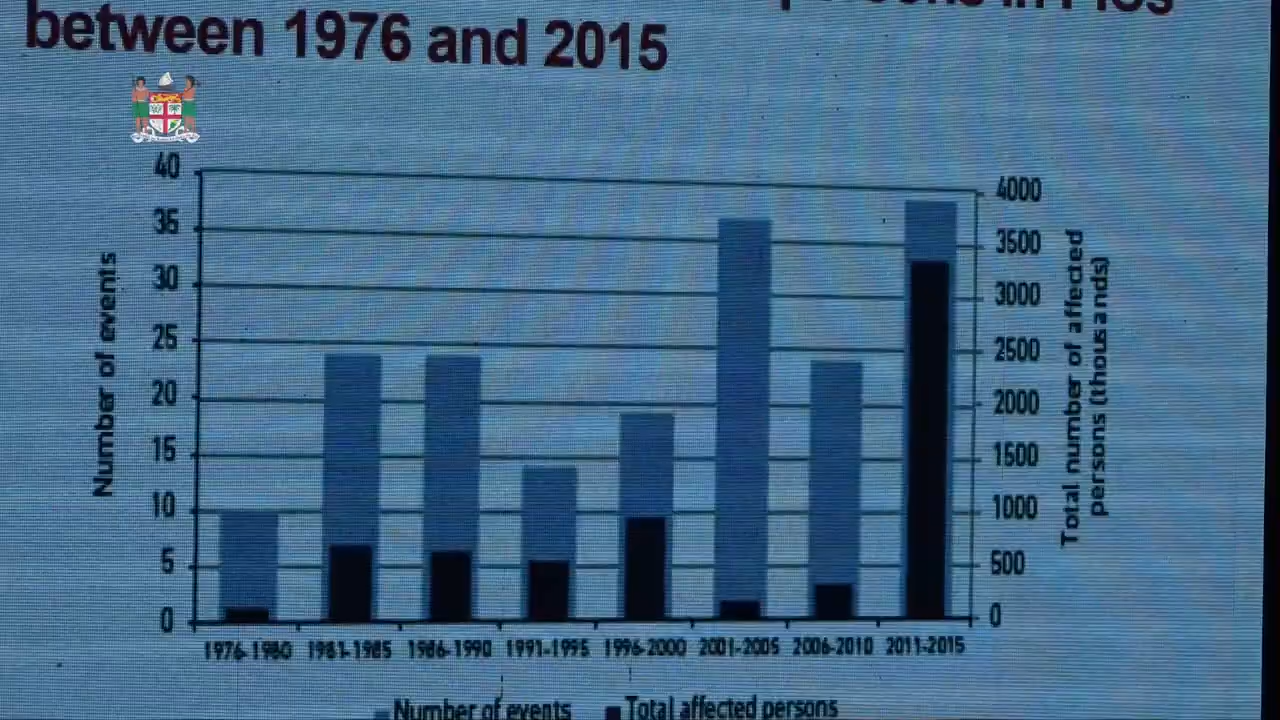 in PICs
between 1976 and 2015
40
35
30
25
20
15
10
5
0
Number of events
4000
3500
3000
2500
2000
1500
1000
500
0
Total number of affected
persons (thousands)
1976-1980 1981-1985 1986-1990 1991-1995 1996-2000 2001-2005 2006-2010 2011-2015
Number of events Total affected persons